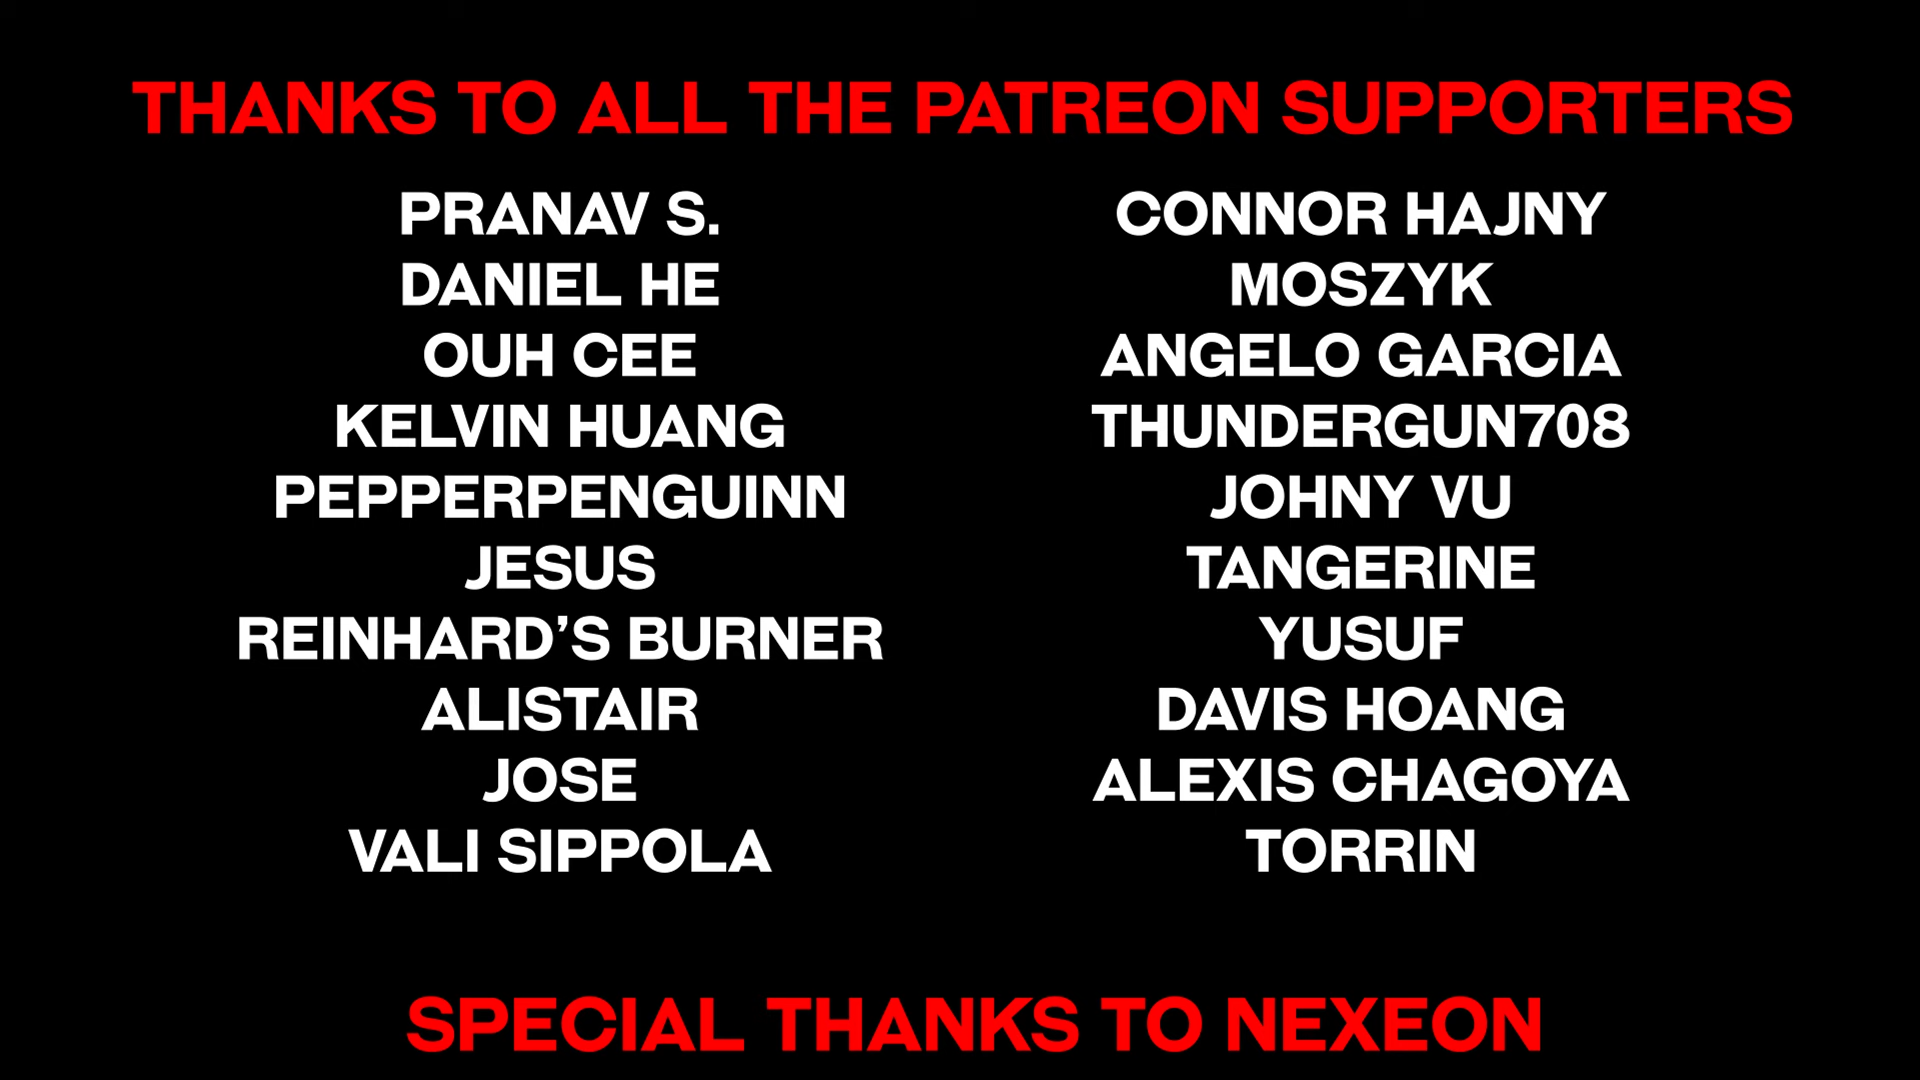 THANKS TO ALL THE PATREON SUPPORTERS
PRANAV S.
DANIEL HE
OUH CEE
KELVIN HUANG
PEPPERPENGUINN
JESUS
REINHARD’S BURNER
ALISTAIR
JOSE
VALI SIPPOLA
CONNOR HAJNY
MOSZYK
ANGELO GARCIA
THUNDERGUN708
JOHNY VU
TANGERINE
YUSUF
DAVIS HOANG
ALEXIS CHAGOYA
TORRIN
SPECIAL THANKS TO NEXEON